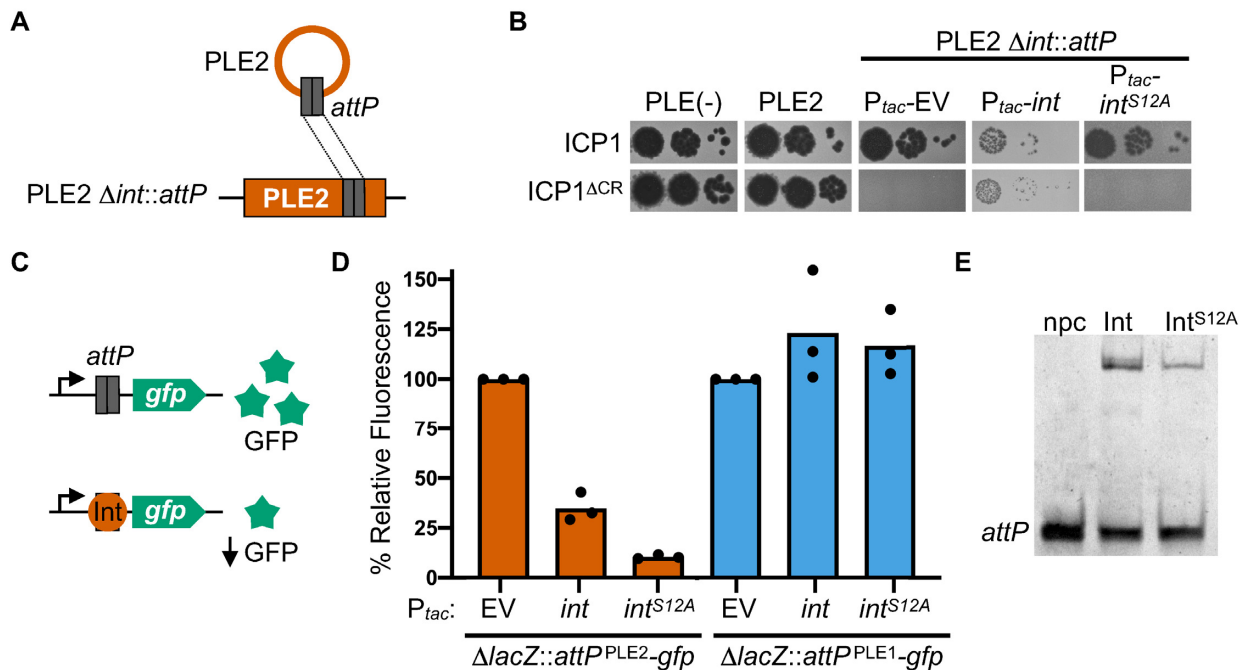 A
PLE2
attP
PLE2 Δint::attP
PLE2
B
PLE2 Δint::attP
PLE(-) PLE2 Ptac-EV Ptac-int Ptac-intS12A
ICP1
ICP1ΔCR
C
attP
gfp
GFP
Int gfp
↓ GFP
D
% Relative Fluorescence
150
125
100
75
50
25
0
Ptac: EV int intS12A EV int intS12A
ΔlacZ::attPPLE2-gfp ΔlacZ::attPPLE1-gfp
E
npc Int IntS12A
attP